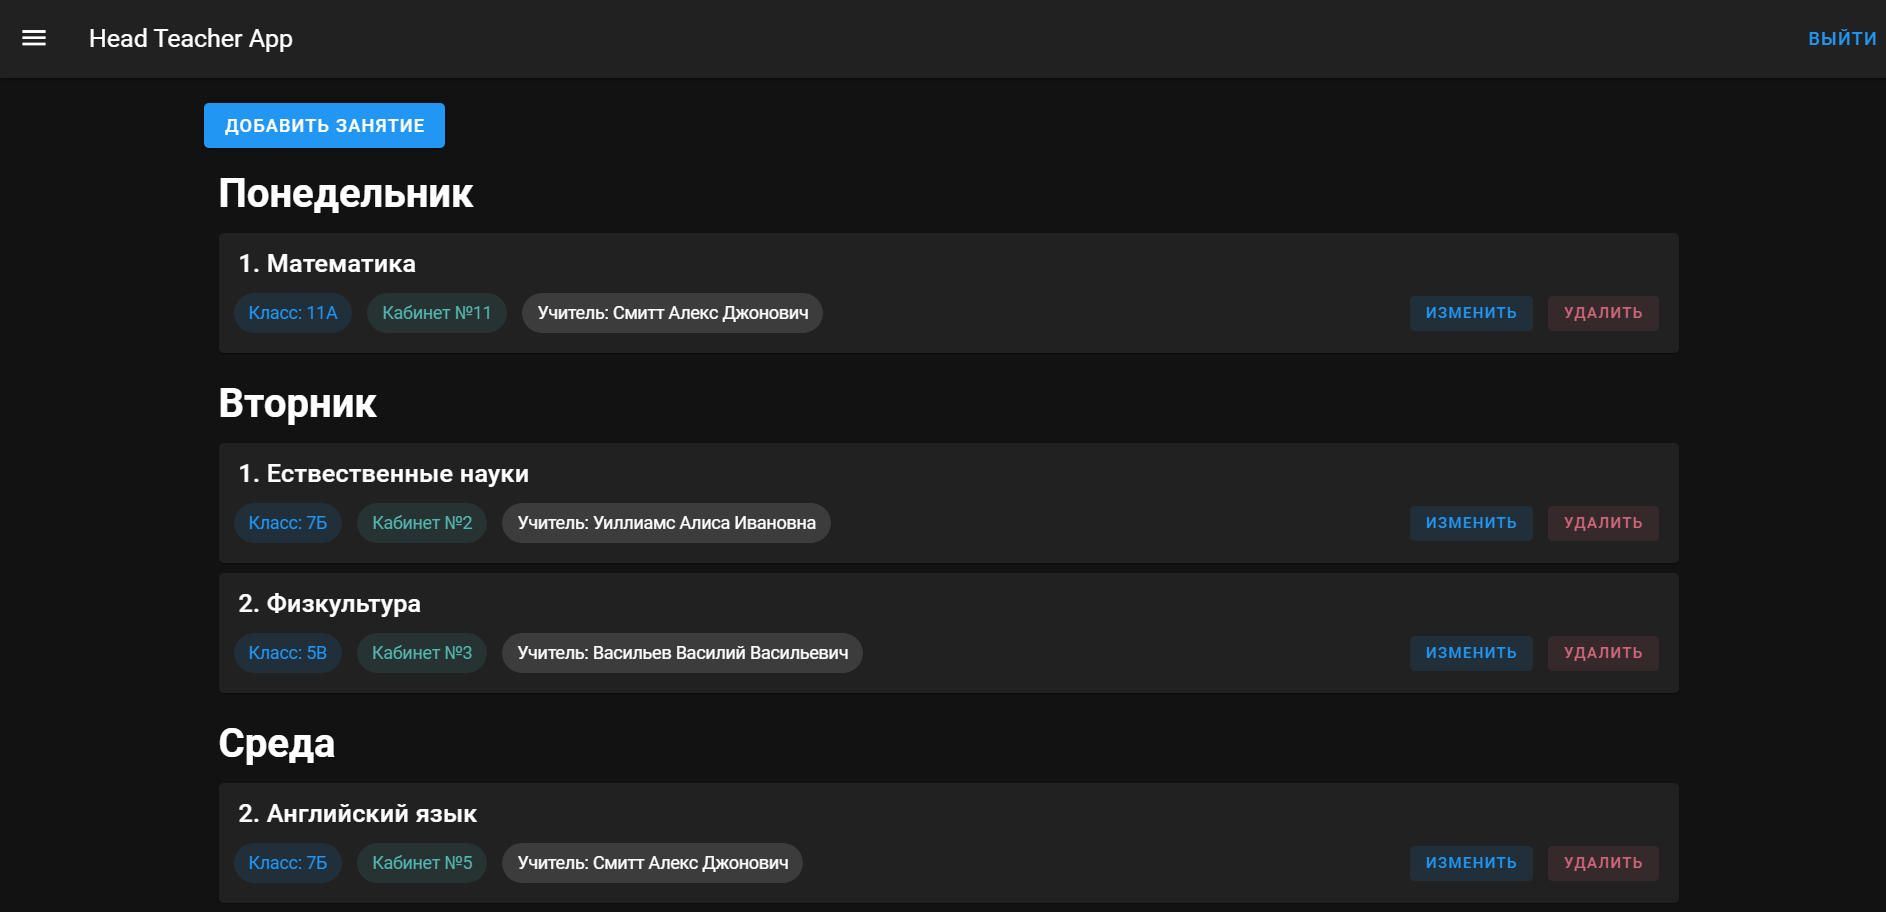 Head Teacher App
ВЫЙТИ
ДОБАВИТЬ ЗАНЯТИЕ
Понедельник
1. Математика
Класс: 11А Кабинет №11 Учитель: Смитт Алекс Джонович ИЗМЕНИТЬ УДАЛИТЬ
Вторник
1. Ествественные науки
Класс: 7Б Кабинет №2 Учитель: Уиллиамс Алиса Ивановна ИЗМЕНИТЬ УДАЛИТЬ
2. Физкультура
Класс: 5В Кабинет №3 Учитель: Васильев Василий Васильевич ИЗМЕНИТЬ УДАЛИТЬ
Среда
2. Английский язык
Класс: 7Б Кабинет №5 Учитель: Смитт Алекс Джонович ИЗМЕНИТЬ УДАЛИТЬ